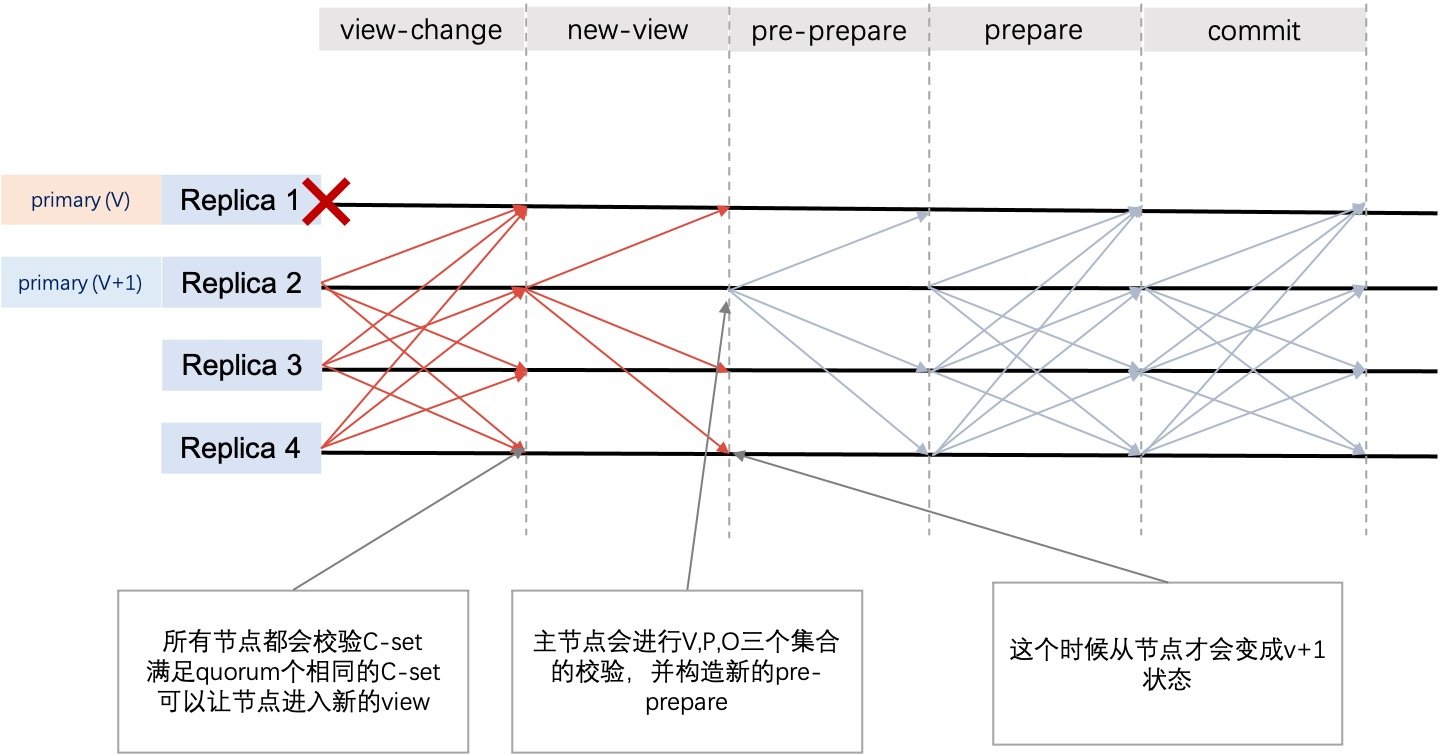 view-change
new-view
pre-prepare
prepare
commit
primary (V)
Replica 1
primary (V+1)
Replica 2
Replica 3
Replica 4
所有节点都会校验C-set
满足quorum个相同的C-set
可以让节点进入新的view
主节点会进行V,P,O三个集合
的校验，并构造新的pre-
prepare
这个时候从节点才会变成v+1
状态